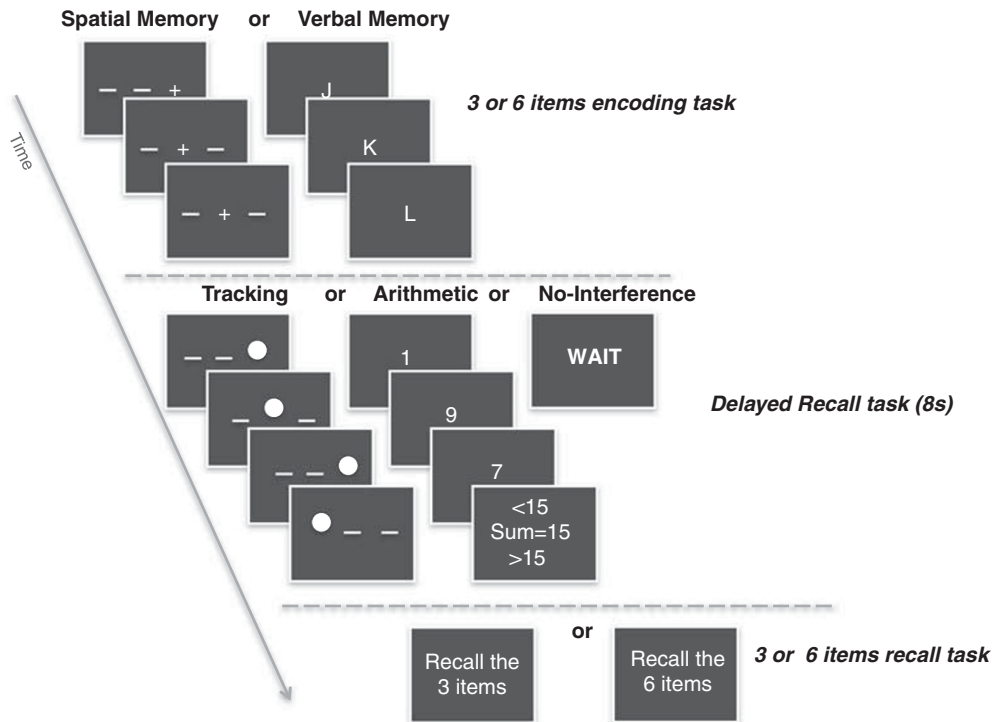 Spatial Memory or Verbal Memory
— — +
J
3 or 6 items encoding task
Time
— + —
K
— + —
L
Tracking or Arithmetic or No-Interference
1
WAIT
9
Delayed Recall task (8s)
7
<15
Sum=15
>15
or
Recall the
3 items
Recall the
6 items
3 or 6 items recall task